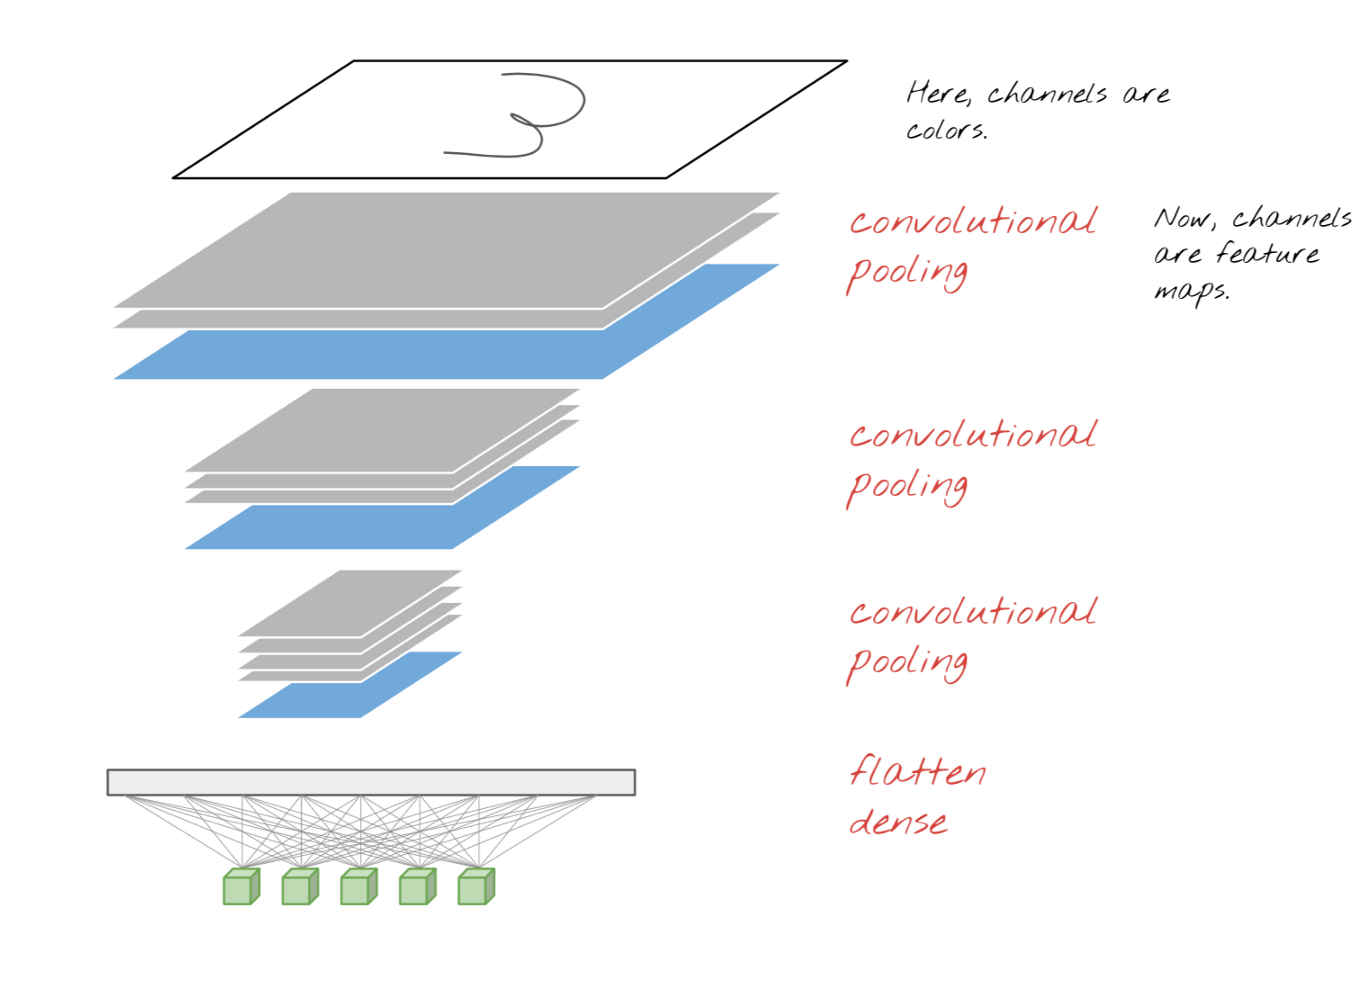 3
Here, channels are
colors.
convolutional
pooling
Now, channels
are feature
maps.
convolutional
pooling
convolutional
pooling
flatten
dense